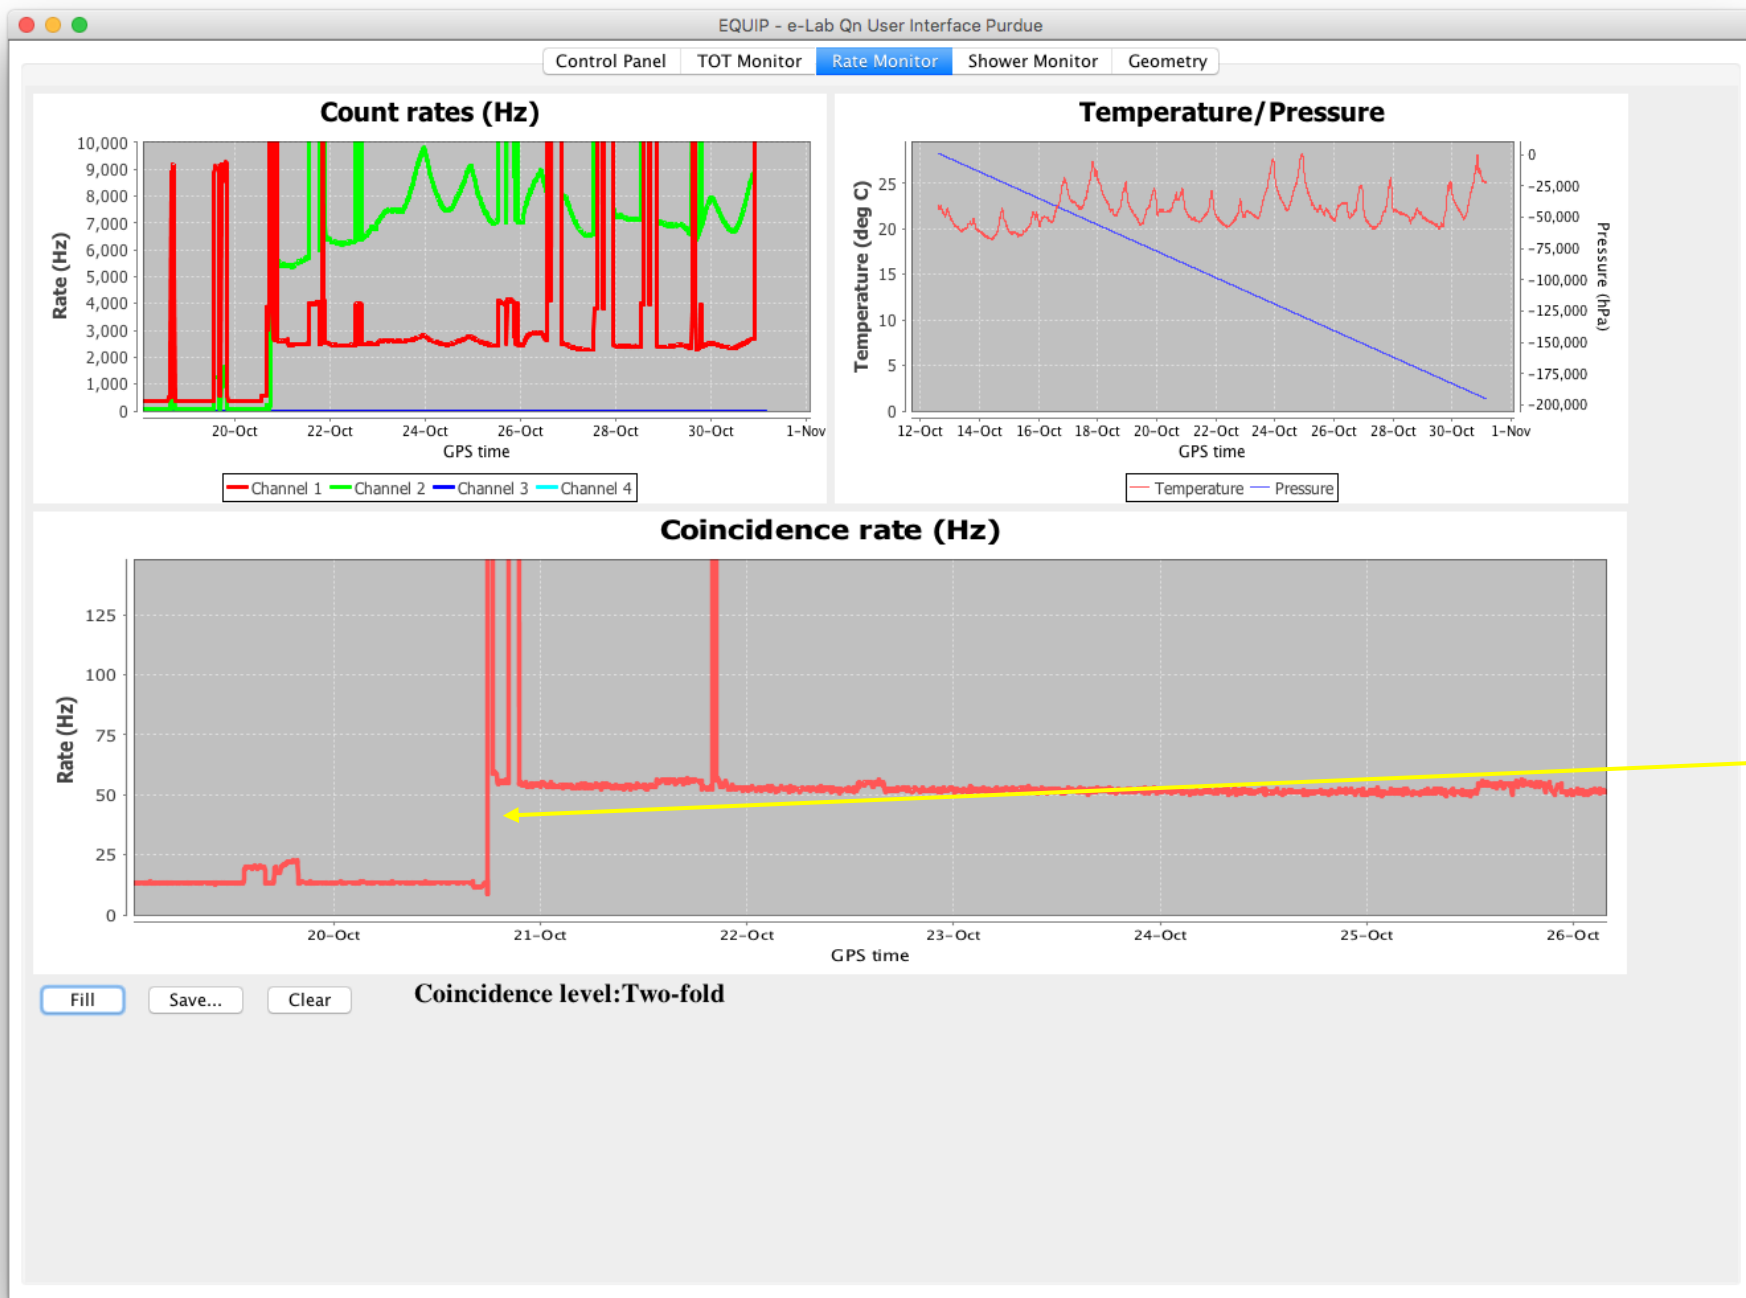 EQUIP - e-Lab Qn User Interface Purdue
Control Panel TOT Monitor Rate Monitor Shower Monitor Geometry
Count rates (Hz)
Rate (Hz)
10,000
9,000
8,000
7,000
6,000
5,000
4,000
3,000
2,000
1,000
0
20-Oct 22-Oct 24-Oct 26-Oct 28-Oct 30-Oct 1-Nov
GPS time
Channel 1 Channel 2 Channel 3 Channel 4
Temperature/Pressure
Temperature (deg C)
25
20
15
10
5
0
0
-25,000
-50,000
-75,000
-100,000
-125,000
-150,000
-175,000
-200,000
Pressure (hPa)
12-Oct 14-Oct 16-Oct 18-Oct 20-Oct 22-Oct 24-Oct 26-Oct 28-Oct 30-Oct 1-Nov
GPS time
Temperature Pressure
Coincidence rate (Hz)
Rate (Hz)
125
100
75
50
25
0
20-Oct 21-Oct 22-Oct 23-Oct 24-Oct 25-Oct 26-Oct
GPS time
Fill Save... Clear Coincidence level:Two-fold